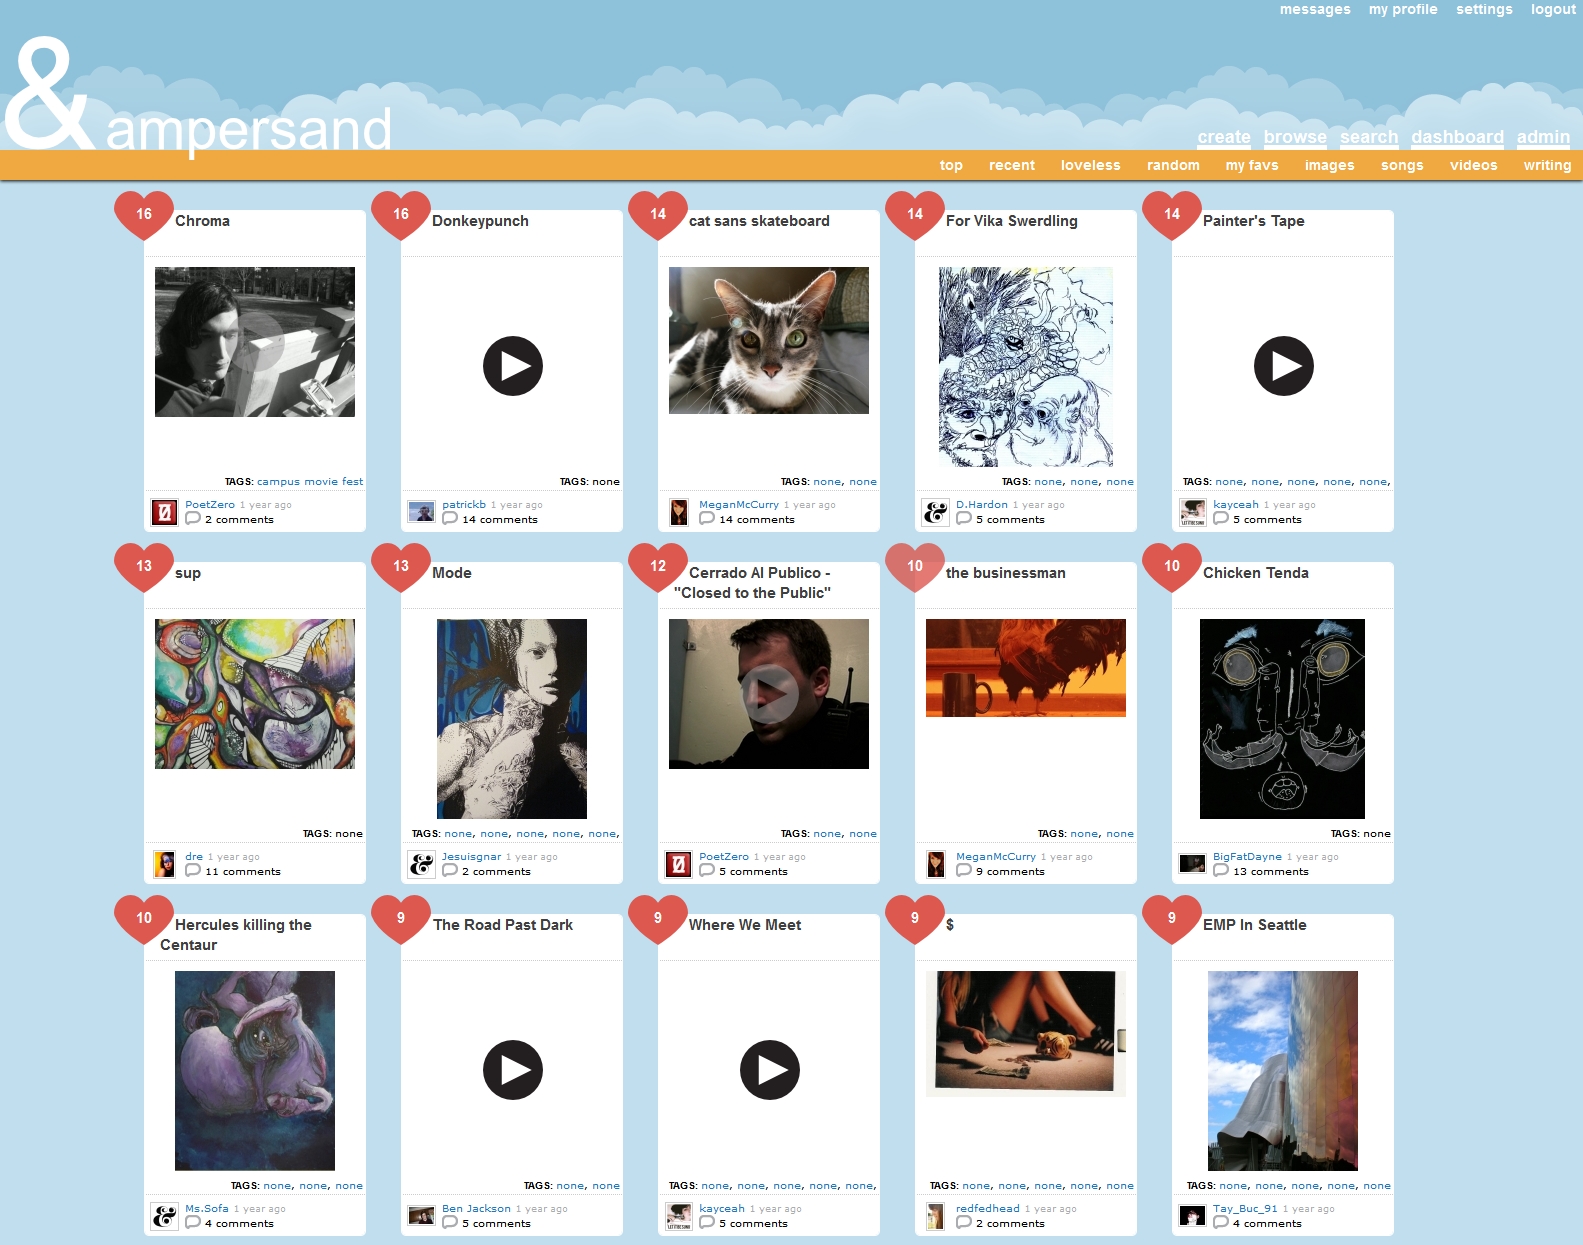 messages my profile settings logout
& ampersand
create browse search dashboard admin
top recent loveless random my favs images songs videos writing
16 Chroma
TAGS: campus movie fest
PoetZero 1 year ago
2 comments
16 Donkeypunch
TAGS: none
patrickb 1 year ago
14 comments
14 cat sans skateboard
TAGS: none, none
MeganMcCurry 1 year ago
14 comments
14 For Vika Swerdling
TAGS: none, none, none
D.Hardon 1 year ago
5 comments
14 Painter's Tape
TAGS: none, none, none, none, none,
kayceah 1 year ago
5 comments
13 sup
TAGS: none
dre 1 year ago
11 comments
13 Mode
TAGS: none, none, none, none, none,
Jesuisgnar 1 year ago
2 comments
12 Cerrado Al Publico -
"Closed to the Public"
TAGS: none, none
PoetZero 1 year ago
5 comments
10 the businessman
TAGS: none, none
MeganMcCurry 1 year ago
9 comments
10 Chicken Tenda
TAGS: none
BigFatDayne 1 year ago
13 comments
10 Hercules killing the
Centaur
TAGS: none, none, none
Ms.Sofa 1 year ago
4 comments
9 The Road Past Dark
TAGS: none, none
Ben Jackson 1 year ago
5 comments
9 Where We Meet
TAGS: none, none, none, none, none,
kayceah 1 year ago
5 comments
9 $
TAGS: none, none, none, none, none
redfedhead 1 year ago
2 comments
9 EMP In Seattle
TAGS: none, none, none, none, none
Tay_Buc_91 1 year ago
4 comments